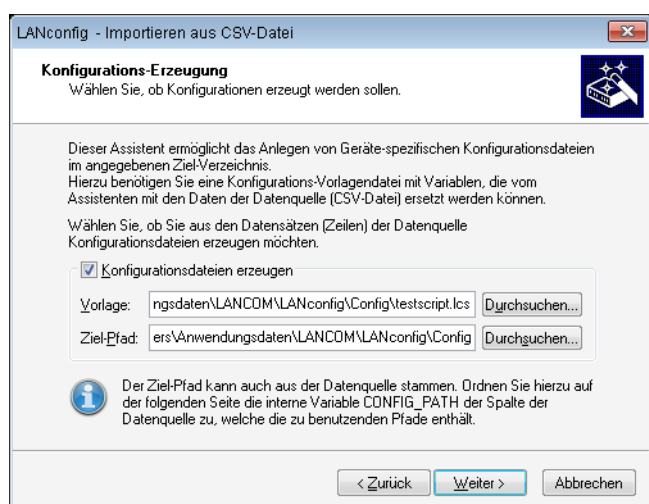 LANconfig - Importieren aus CSV-Datei
Konfigurations-Erzeugung
Wählen Sie, ob Konfigurationen erzeugt werden sollen.
Dieser Assistent ermöglicht das Anlegen von Geräte-spezifischen Konfigurationsdateien
im angegebenen Ziel-Verzeichnis.
Hierzu benötigen Sie eine Konfigurations-Vorlagendatei mit Variablen, die vom
Assistenten mit den Daten der Datenquelle (CSV-Datei) ersetzt werden können.
Wählen Sie, ob Sie aus den Datensätzen (Zeilen) der Datenquelle
Konfigurationsdateien erzeugen möchten.
Konfigurationsdateien erzeugen
Vorlage: ngsdaten\LANCOM\LANconfig\Config\testscript.lcs Durchsuchen...
Ziel-Pfad: ers\Anwendungsdaten\LANCOM\LANconfig\Config Durchsuchen...
Der Ziel-Pfad kann auch aus der Datenquelle stammen. Ordnen Sie hierzu auf
der folgenden Seite die interne Variable CONFIG_PATH der Spalte der
Datenquelle zu, welche die zu benutzenden Pfade enthält.
< Zurück Weiter > Abbrechen